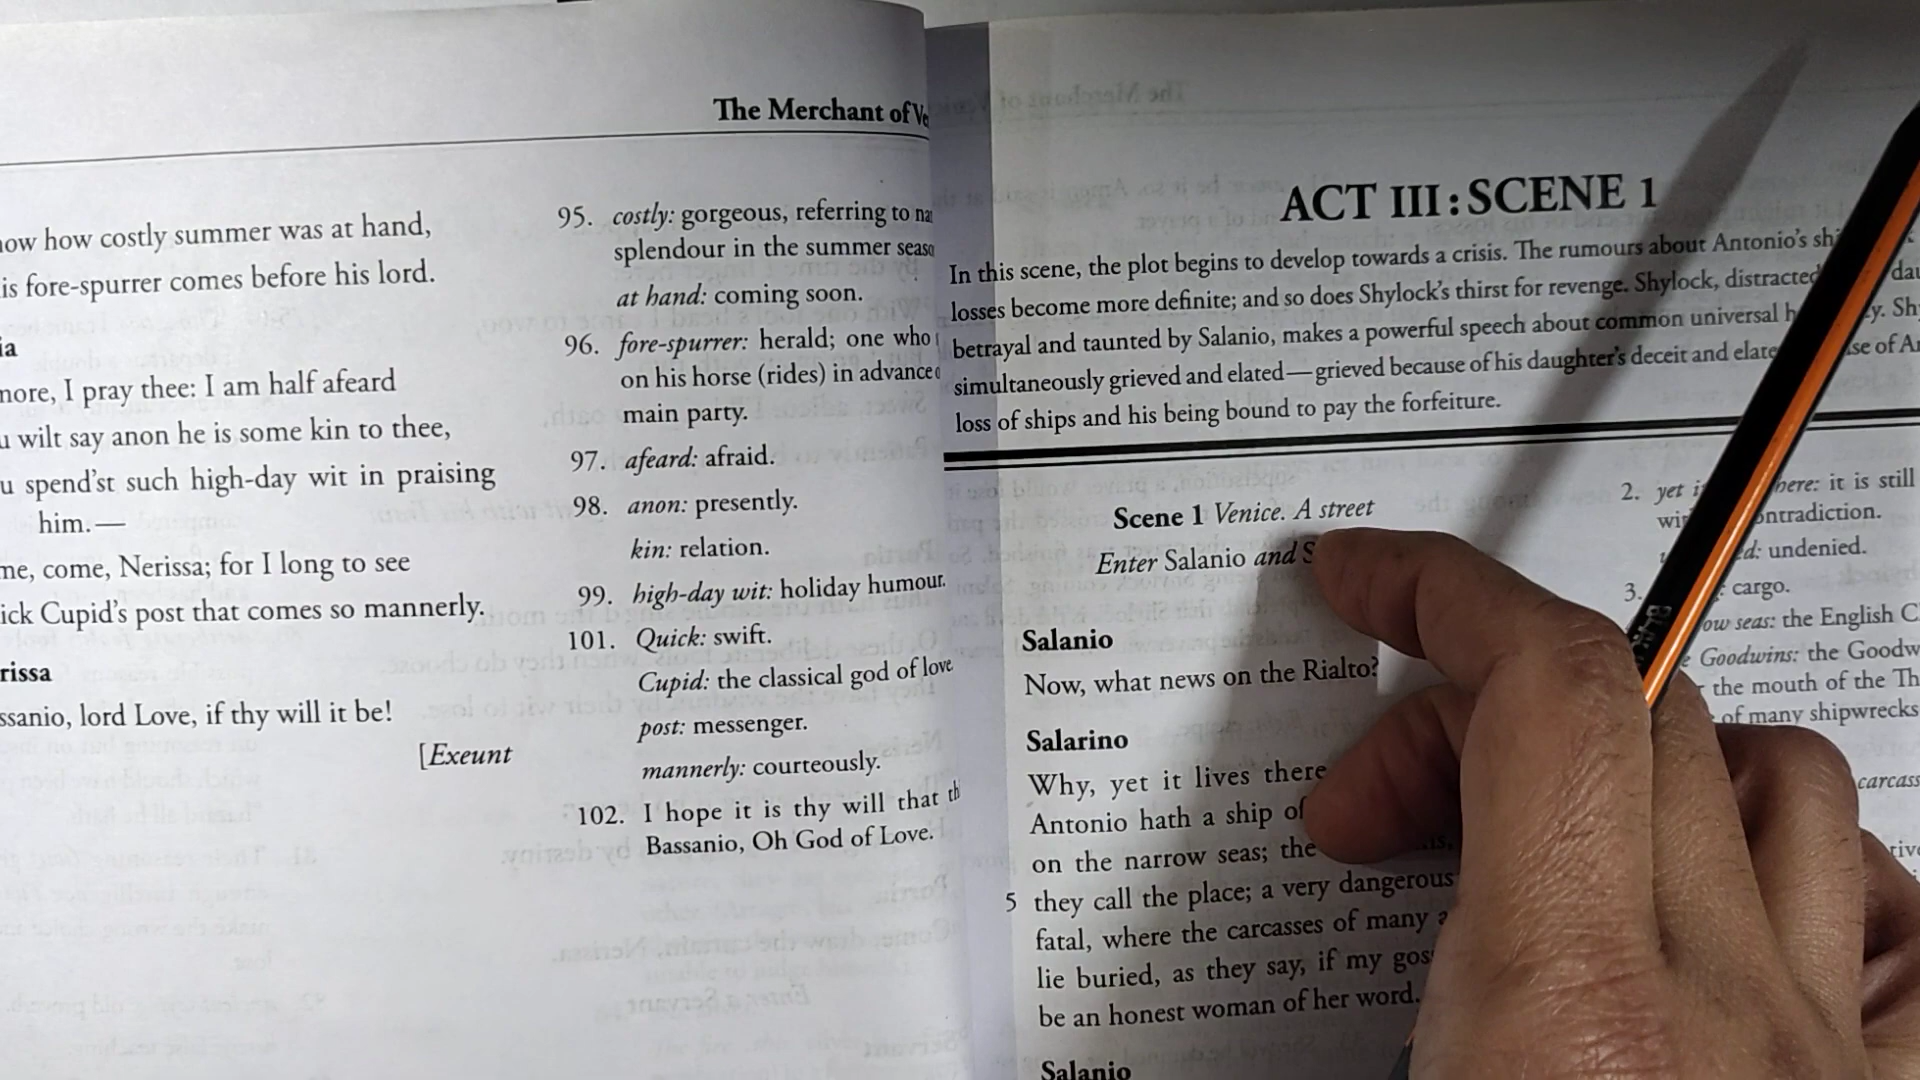 The Merchant of
how costly summer was at hand,
is fore-spurrer comes before his lord.
more, I pray thee: I am half afeard
wilt say anon he is some kin to thee,
spend'st such high-day wit in praising
him.—
come, Nerissa; for I long to see
Cupid's post that comes so mannerly.
lord Love, if thy will it be!
[Exeunt
95. costly: gorgeous, referring to
splendour in the summer
at hand: coming soon.
96. fore-spurrer: herald; one who
on his horse (rides) in advance
main party.
97. afeard: afraid.
98. anon: presently.
kin: relation.
99. high-day wit: holiday humour.
101. Quick: swift.
Cupid: the classical god of love
post: messenger.
mannerly: courteously.
102. I hope it is thy will that
Bassanio, Oh God of Love.
ACT III: SCENE 1
In this scene, the plot begins to develop towards a crisis. The rumours about Antonio's
losses become more definite; and so does Shylock's thirst for revenge. Shylock, distracted
betrayal and taunted by Salanio, makes a powerful speech about common universal
simultaneously grieved and elated—grieved because of his daughter's deceit and
loss of ships and his being bound to pay the forfeiture.
Scene 1 Venice. A street
Enter Salanio and
Salanio
Now, what news on the Rialto?
Salarino
Why, yet it lives there
Antonio hath a ship of
on the narrow seas; the
5 they call the place; a very dangerous
fatal, where the carcasses of many
lie buried, as they say, if my
be an honest woman of her word.
Salanio
2. yet here: it is still
undenied.
3. cargo.
seas: the English
Goodwins: the
the mouth of the
of many shipwrecks